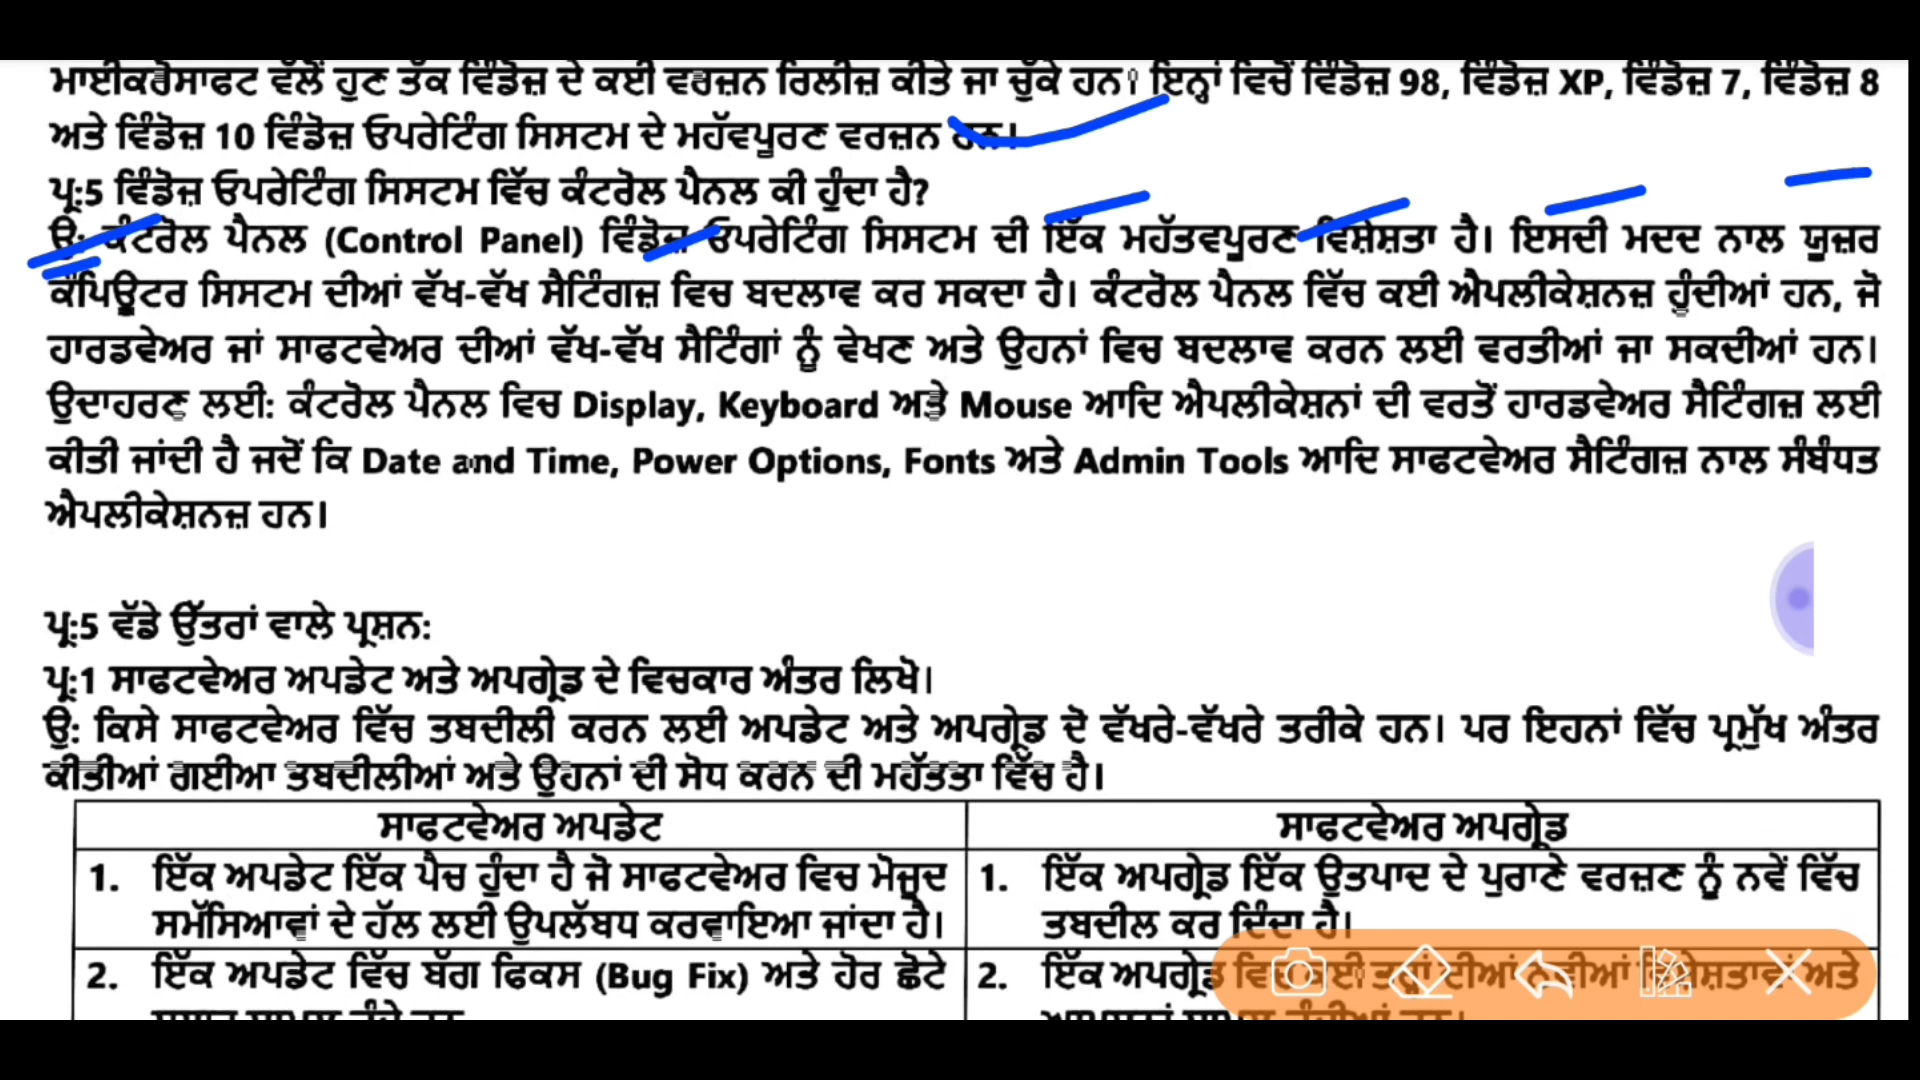 ਮਾਈਕਰੋਸਾਫਟ ਵੱਲੋਂ ਹੁਣ ਤੱਕ ਵਿੰਡੋਜ਼ ਦੇ ਕਈ ਵਰਜ਼ਨ ਰਿਲੀਜ਼ ਕੀਤੇ ਜਾ ਚੁੱਕੇ ਹਨ। ਇਨ੍ਹਾਂ ਵਿਚੋਂ ਵਿੰਡੋਜ਼ 98, ਵਿੰਡੋਜ਼ XP, ਵਿੰਡੋਜ਼ 7, ਵਿੰਡੋਜ਼ 8
ਅਤੇ ਵਿੰਡੋਜ਼ 10 ਵਿੰਡੋਜ਼ ਓਪਰੇਟਿੰਗ ਸਿਸਟਮ ਦੇ ਮਹੱਵਪੂਰਣ ਵਰਜ਼ਨ ਹਨ।
ਪ੍ਰ:5 ਵਿੰਡੋਜ਼ ਓਪਰੇਟਿੰਗ ਸਿਸਟਮ ਵਿੱਚ ਕੰਟਰੋਲ ਪੈਨਲ ਕੀ ਹੁੰਦਾ ਹੈ?
ਉ: ਕੰਟਰੋਲ ਪੈਨਲ (Control Panel) ਵਿੰਡੋਜ਼ ਓਪਰੇਟਿੰਗ ਸਿਸਟਮ ਦੀ ਇੱਕ ਮਹੱਤਵਪੂਰਣ ਵਿਸ਼ੇਸ਼ਤਾ ਹੈ। ਇਸਦੀ ਮਦਦ ਨਾਲ ਯੂਜ਼ਰ
ਕੰਪਿਊਟਰ ਸਿਸਟਮ ਦੀਆਂ ਵੱਖ-ਵੱਖ ਸੈਟਿੰਗਜ਼ ਵਿਚ ਬਦਲਾਵ ਕਰ ਸਕਦਾ ਹੈ। ਕੰਟਰੋਲ ਪੈਨਲ ਵਿੱਚ ਕਈ ਐਪਲੀਕੇਸ਼ਨਜ਼ ਹੁੰਦੀਆਂ ਹਨ, ਜੋ
ਹਾਰਡਵੇਅਰ ਜਾਂ ਸਾਫਟਵੇਅਰ ਦੀਆਂ ਵੱਖ-ਵੱਖ ਸੈਟਿੰਗਾਂ ਨੂੰ ਵੇਖਣ ਅਤੇ ਉਹਨਾਂ ਵਿਚ ਬਦਲਾਵ ਕਰਨ ਲਈ ਵਰਤੀਆਂ ਜਾ ਸਕਦੀਆਂ ਹਨ।
ਉਦਾਹਰਣ ਲਈ: ਕੰਟਰੋਲ ਪੈਨਲ ਵਿਚ Display, Keyboard ਅਤੇ Mouse ਆਦਿ ਐਪਲੀਕੇਸ਼ਨਾਂ ਦੀ ਵਰਤੋਂ ਹਾਰਡਵੇਅਰ ਸੈਟਿੰਗਜ਼ ਲਈ
ਕੀਤੀ ਜਾਂਦੀ ਹੈ ਜਦੋਂ ਕਿ Date and Time, Power Options, Fonts ਅਤੇ Admin Tools ਆਦਿ ਸਾਫਟਵੇਅਰ ਸੈਟਿੰਗਜ਼ ਨਾਲ ਸੰਬੰਧਤ
ਐਪਲੀਕੇਸ਼ਨਜ਼ ਹਨ।
ਪ੍ਰ:5 ਵੱਡੇ ਉੱਤਰਾਂ ਵਾਲੇ ਪ੍ਰਸ਼ਨ:
ਪ੍ਰ:1 ਸਾਫਟਵੇਅਰ ਅਪਡੇਟ ਅਤੇ ਅਪਗ੍ਰੇਡ ਦੇ ਵਿਚਕਾਰ ਅੰਤਰ ਲਿਖੋ।
ਉ: ਕਿਸੇ ਸਾਫਟਵੇਅਰ ਵਿੱਚ ਤਬਦੀਲੀ ਕਰਨ ਲਈ ਅਪਡੇਟ ਅਤੇ ਅਪਗ੍ਰੇਡ ਦੋ ਵੱਖਰੇ-ਵੱਖਰੇ ਤਰੀਕੇ ਹਨ। ਪਰ ਇਹਨਾਂ ਵਿੱਚ ਪ੍ਰਮੁੱਖ ਅੰਤਰ
ਕੀਤੀਆਂ ਗਈਆ ਤਬਦੀਲੀਆਂ ਅਤੇ ਉਹਨਾਂ ਦੀ ਸੋਧ ਕਰਨ ਦੀ ਮਹੱਤਤਾ ਵਿੱਚ ਹੈ।
ਸਾਫਟਵੇਅਰ ਅਪਡੇਟ
ਸਾਫਟਵੇਅਰ ਅਪਗ੍ਰੇਡ
1. ਇੱਕ ਅਪਡੇਟ ਇੱਕ ਪੈਚ ਹੁੰਦਾ ਹੈ ਜੋ ਸਾਫਟਵੇਅਰ ਵਿਚ ਮੌਜੂਦ
ਸਮੱਸਿਆਵਾਂ ਦੇ ਹੱਲ ਲਈ ਉਪਲੱਬਧ ਕਰਵਾਇਆ ਜਾਂਦਾ ਹੈ।
1. ਇੱਕ ਅਪਗ੍ਰੇਡ ਇੱਕ ਉਤਪਾਦ ਦੇ ਪੁਰਾਣੇ ਵਰਜ਼ਣ ਨੂੰ ਨਵੇਂ ਵਿੱਚ
ਤਬਦੀਲ ਕਰ ਦਿੰਦਾ ਹੈ।
2. ਇੱਕ ਅਪਡੇਟ ਵਿੱਚ ਬੱਗ ਫਿਕਸ (Bug Fix) ਅਤੇ ਹੋਰ ਛੋਟੇ
2. ਇੱਕ ਅਪਗ੍ਰੇਡ ਵਿਚ ਕਈ ਤਰ੍ਹਾਂ ਦੀਆਂ ਨਵੀਆਂ ਵਿਸ਼ੇਸ਼ਤਾਵਾਂ ਅਤੇ